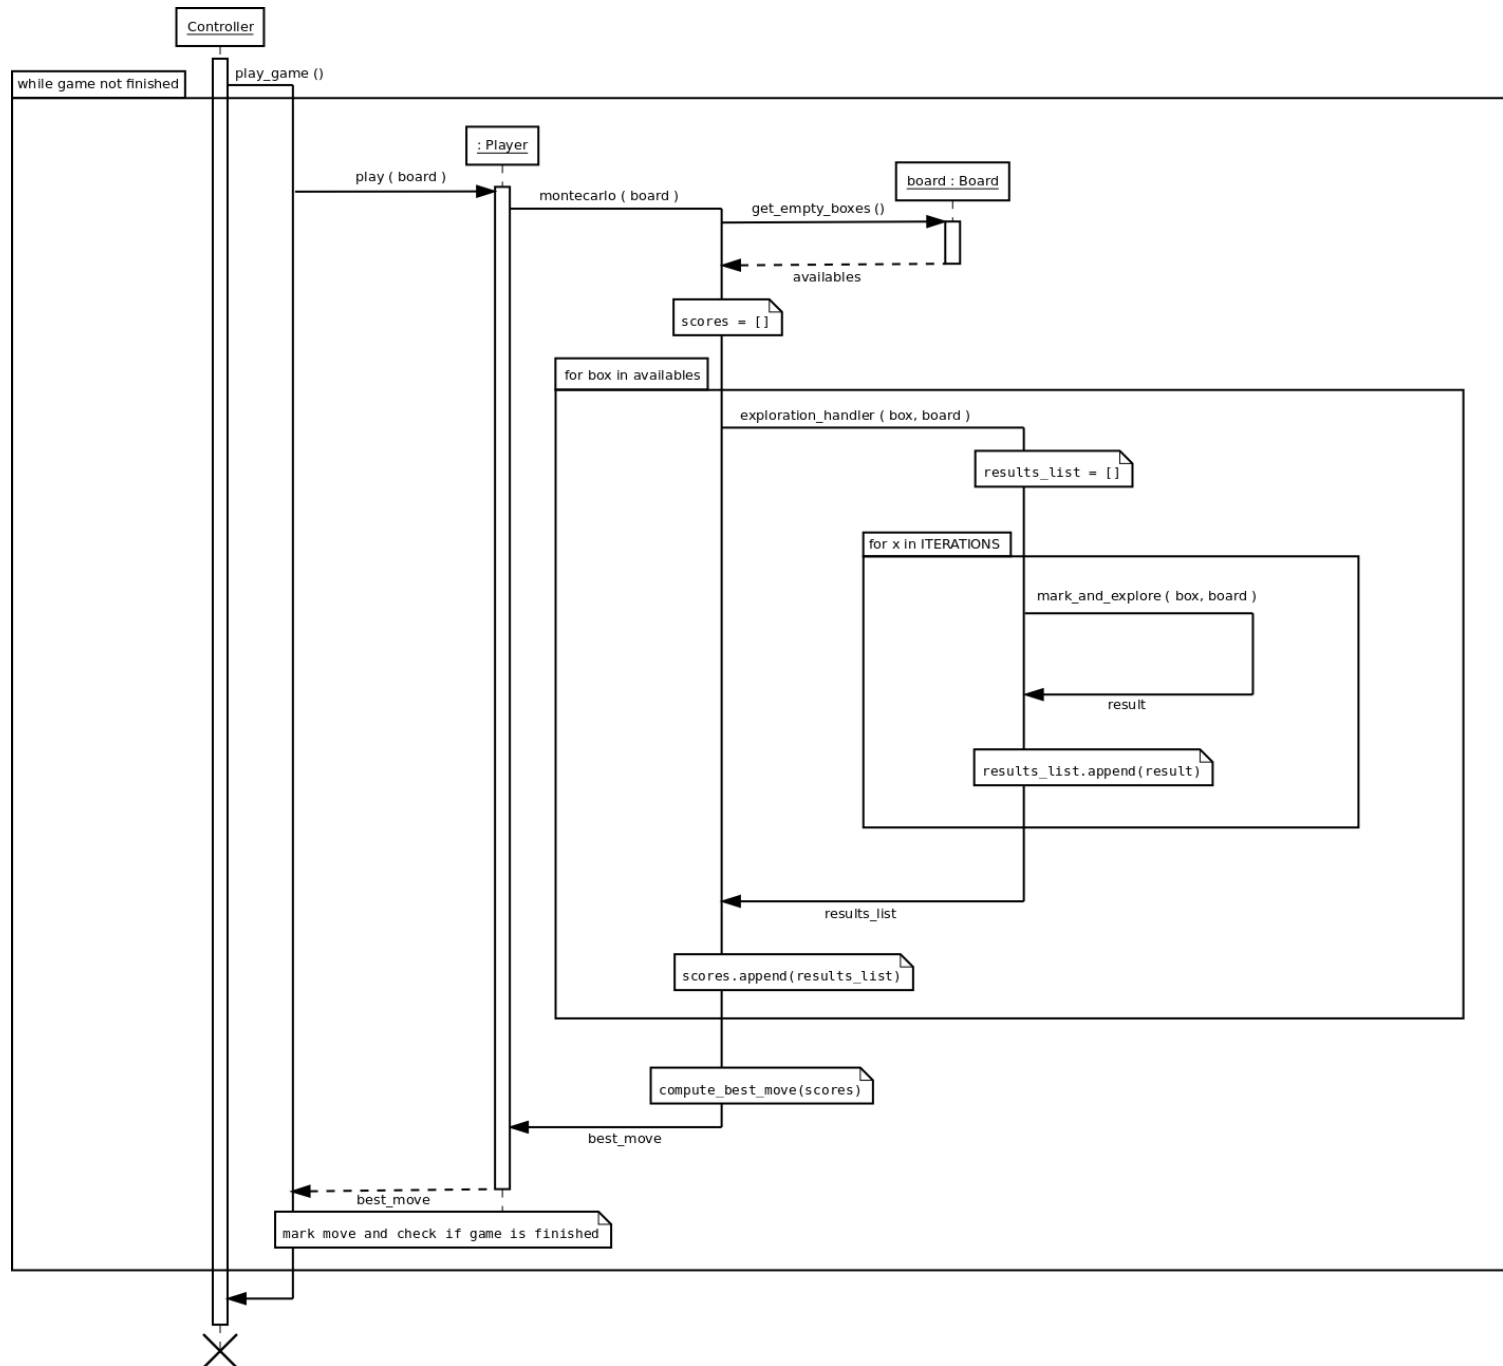 Controller
play_game ()
while game not finished
: Player
play ( board )
board : Board
montecarlo ( board )
get_empty_boxes ()
availables
scores = []
for box in availables
exploration_handler ( box, board )
results_list = []
for x in ITERATIONS
mark_and_explore ( box, board )
result
results_list.append(result)
results_list
scores.append(results_list)
compute_best_move(scores)
best_move
best_move
mark move and check if game is finished